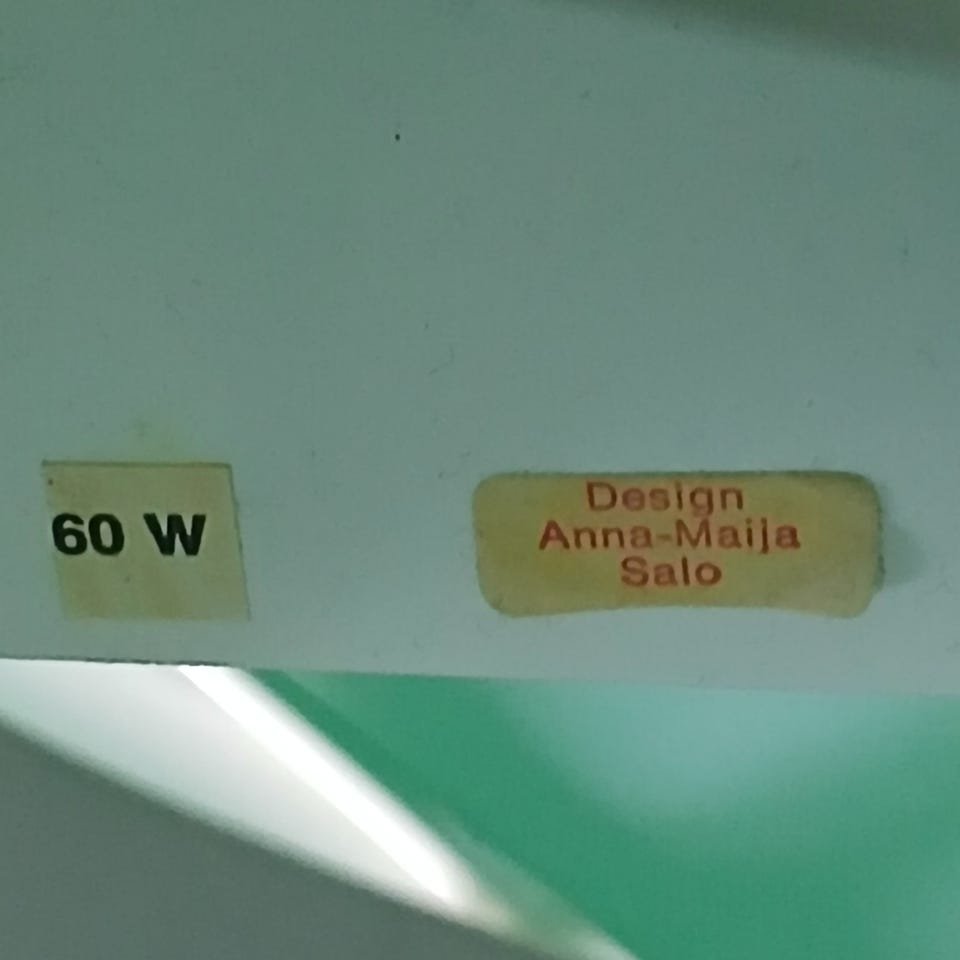 60 W
Design
Anna-Maija
Salo